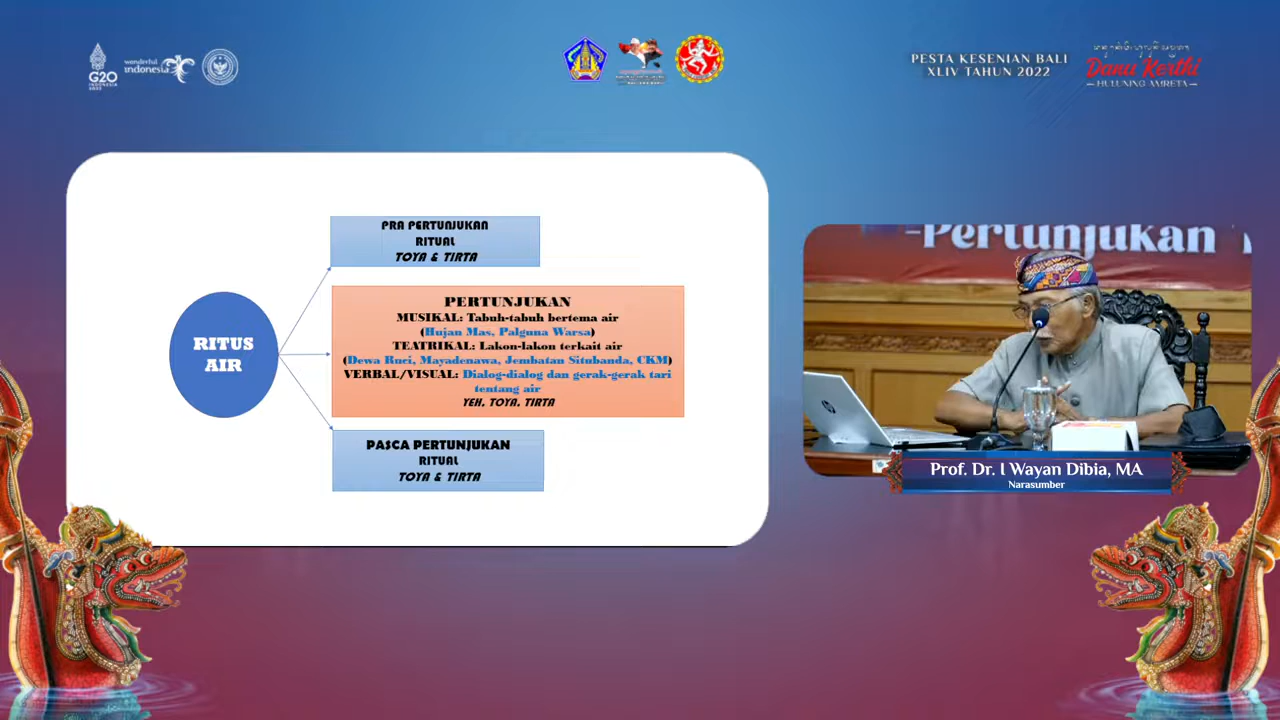 G20
INDONESIA
2022
wonderful
indonesia
PESTA KESENIAN BALI
XLIV TAHUN 2022
Danu Kerthi
HULUNING AMRETA
PRA PERTUNJUKAN
RITUAL
TOYA & TIRTA
RITUS
AIR
PERTUNJUKAN
MUSIKAL: Tabuh-tabuh bertema air
(Hujan Mas, Palguna Warsa)
TEATRIKAL: Lakon-lakon terkait air
(Dewa Ruci, Mayadenawa, Jembatan Situbanda, CKM)
VERBAL/VISUAL: Dialog-dialog dan gerak-gerak tari
tentang air
YEH, TOYA, TIRTA
PASCA PERTUNJUKAN
RITUAL
TOYA & TIRTA
-Pertunjukan
hp
Prof. Dr. I Wayan Dibia, MA
Narasumber